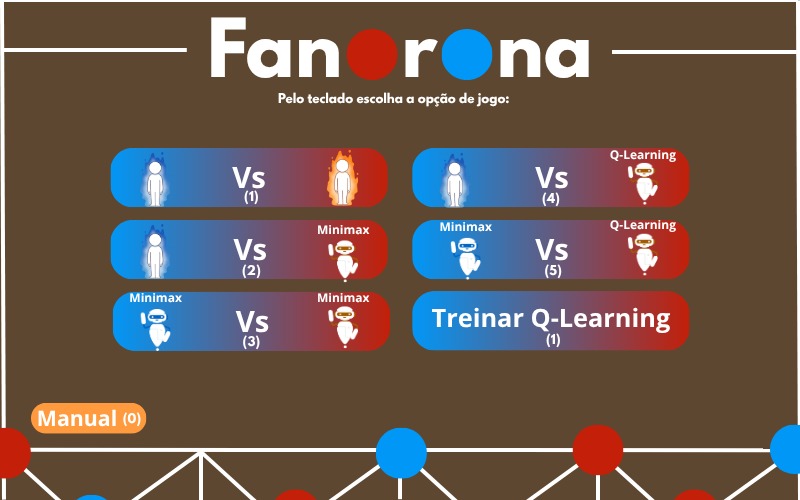 Fanorona
Pelo teclado escolha a opção de jogo:
Vs
(1)
Vs
(2)
Minimax
Minimax
Vs
(3)
Minimax
Q-Learning
Vs
(4)
Minimax
Q-Learning
Vs
(5)
Treinar Q-Learning
(1)
Manual (0)